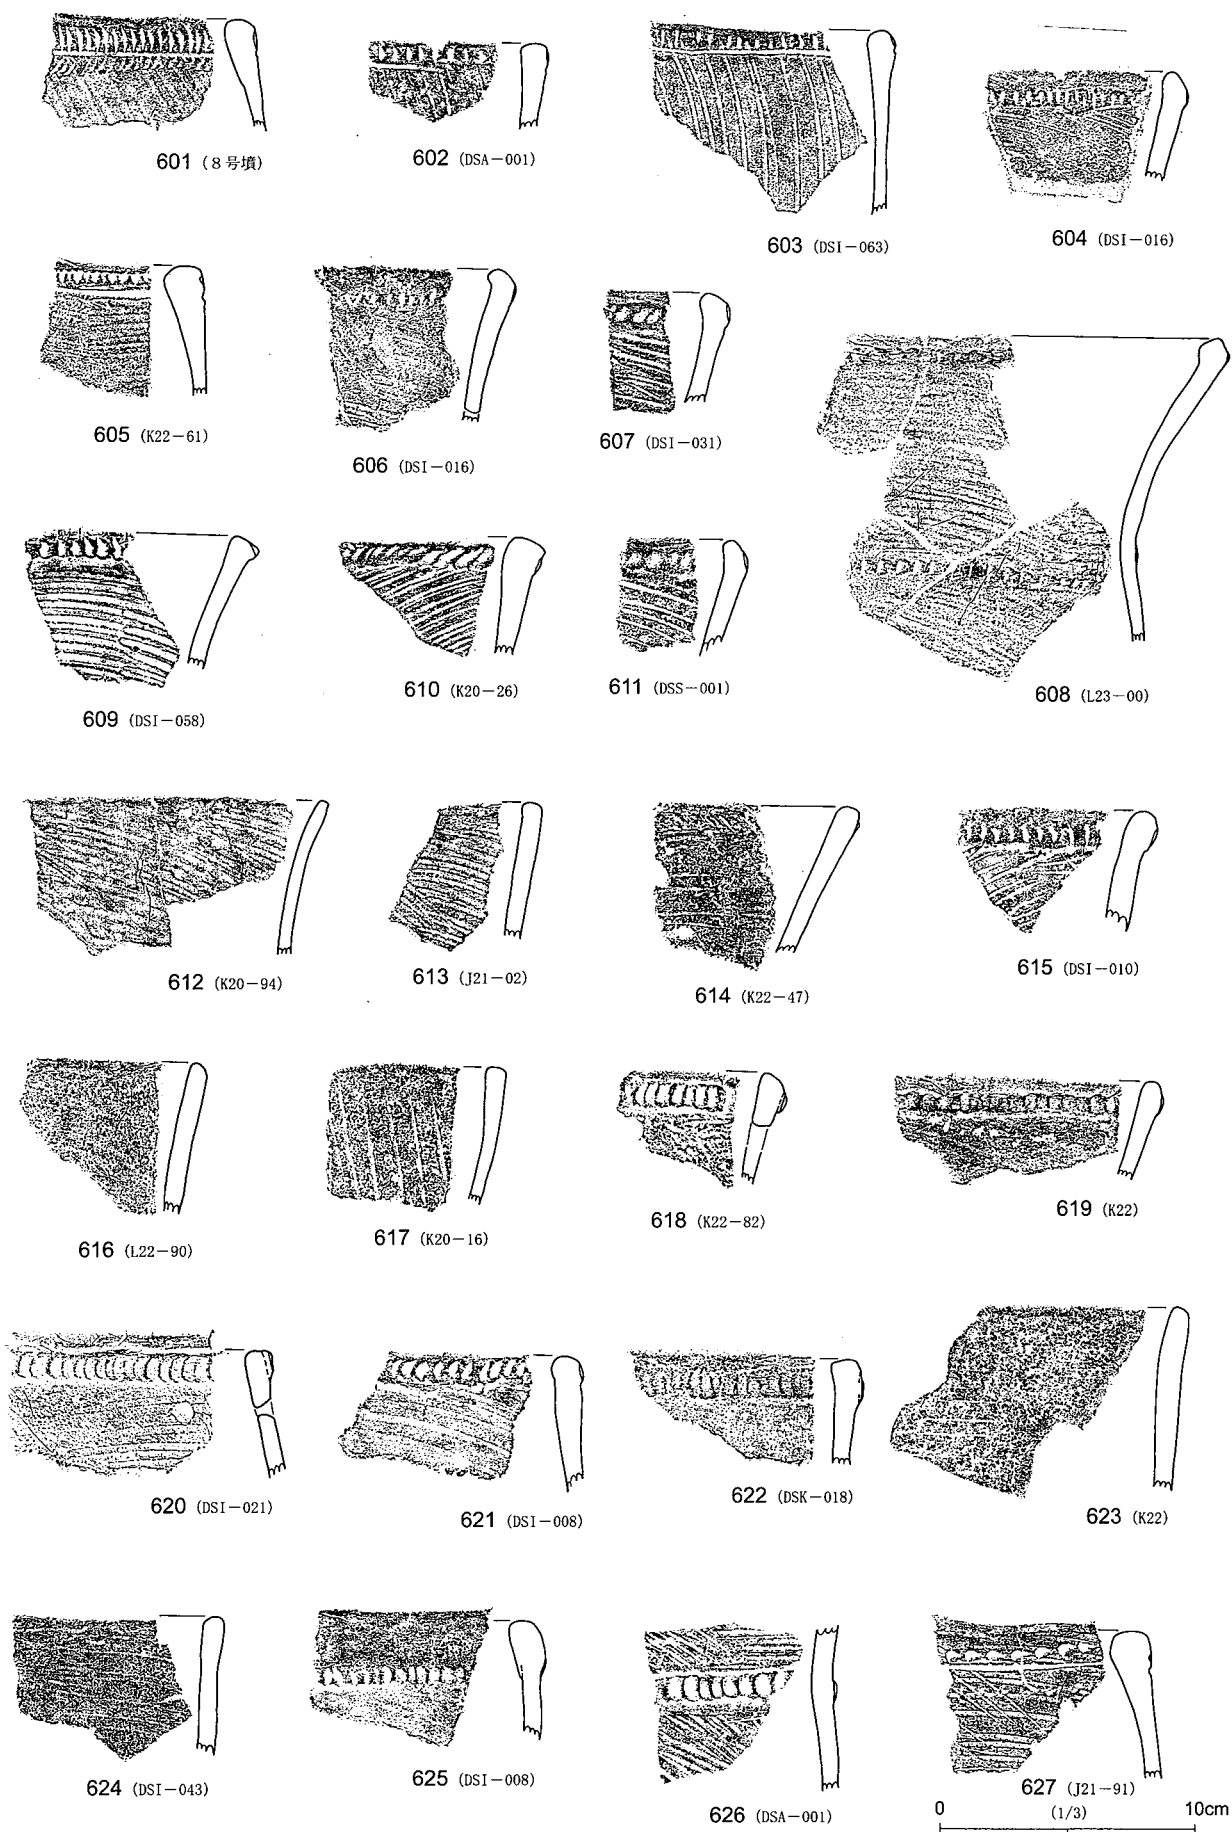 601 (8号墳)
602 (DSA-001)
603 (DSI-063)
604 (DSI-016)
605 (K22-61)
606 (DSI-016)
607 (DSI-031)
608 (L23-00)
609 (DSI-058)
610 (K20-26)
611 (DSS-001)
612 (K20-94)
613 (J21-02)
614 (K22-47)
615 (DSI-010)
616 (L22-90)
617 (K20-16)
618 (K22-82)
619 (K22)
620 (DSI-021)
621 (DSI-008)
622 (DSK-018)
623 (K22)
624 (DSI-043)
625 (DSI-008)
626 (DSA-001)
627 (J21-91)
0 (1/3) 10cm